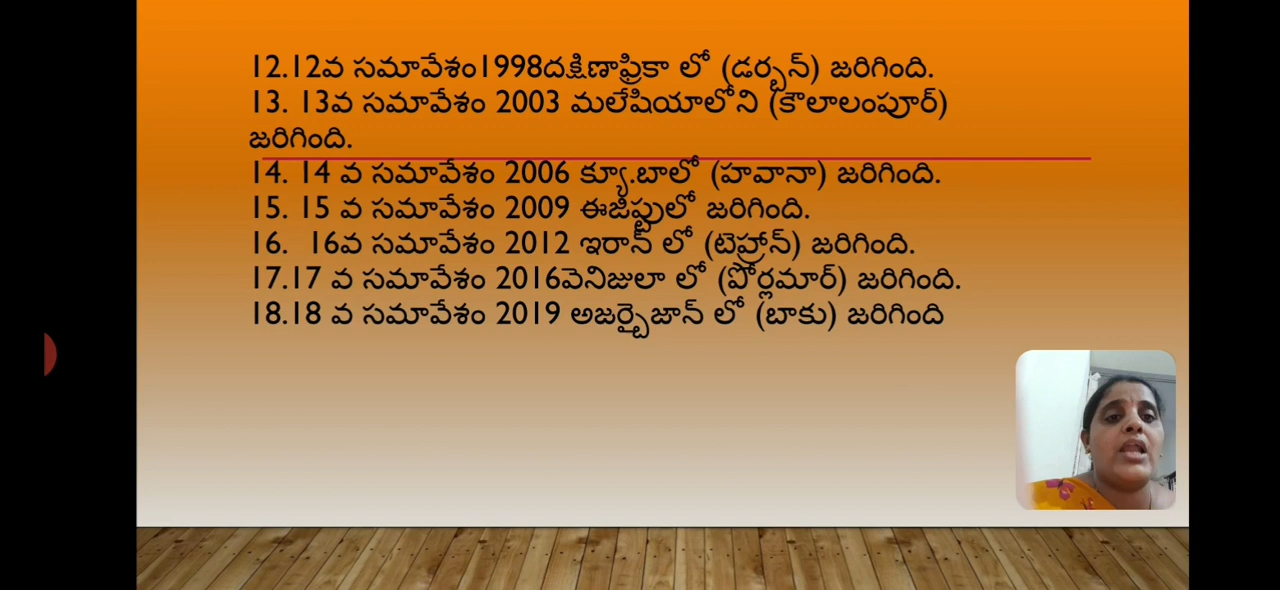 12.12వ సమావేశం1998దక్షిణాఫ్రికా లో (డర్బన్) జరిగింది.
13. 13వ సమావేశం 2003 మలేషియాలోని (కౌలాలంపూర్)
జరిగింది.
14. 14 వ సమావేశం 2006 క్యూ.బాలో (హవానా) జరిగింది.
15. 15 వ సమావేశం 2009 ఈజిప్టులో జరిగింది.
16.  16వ సమావేశం 2012 ఇరాన్ లో (టెహ్రాన్) జరిగింది.
17.17 వ సమావేశం 2016వెనిజులా లో (పోర్లమార్) జరిగింది.
18.18 వ సమావేశం 2019 అజర్బైజాన్ లో (బాకు) జరిగింది